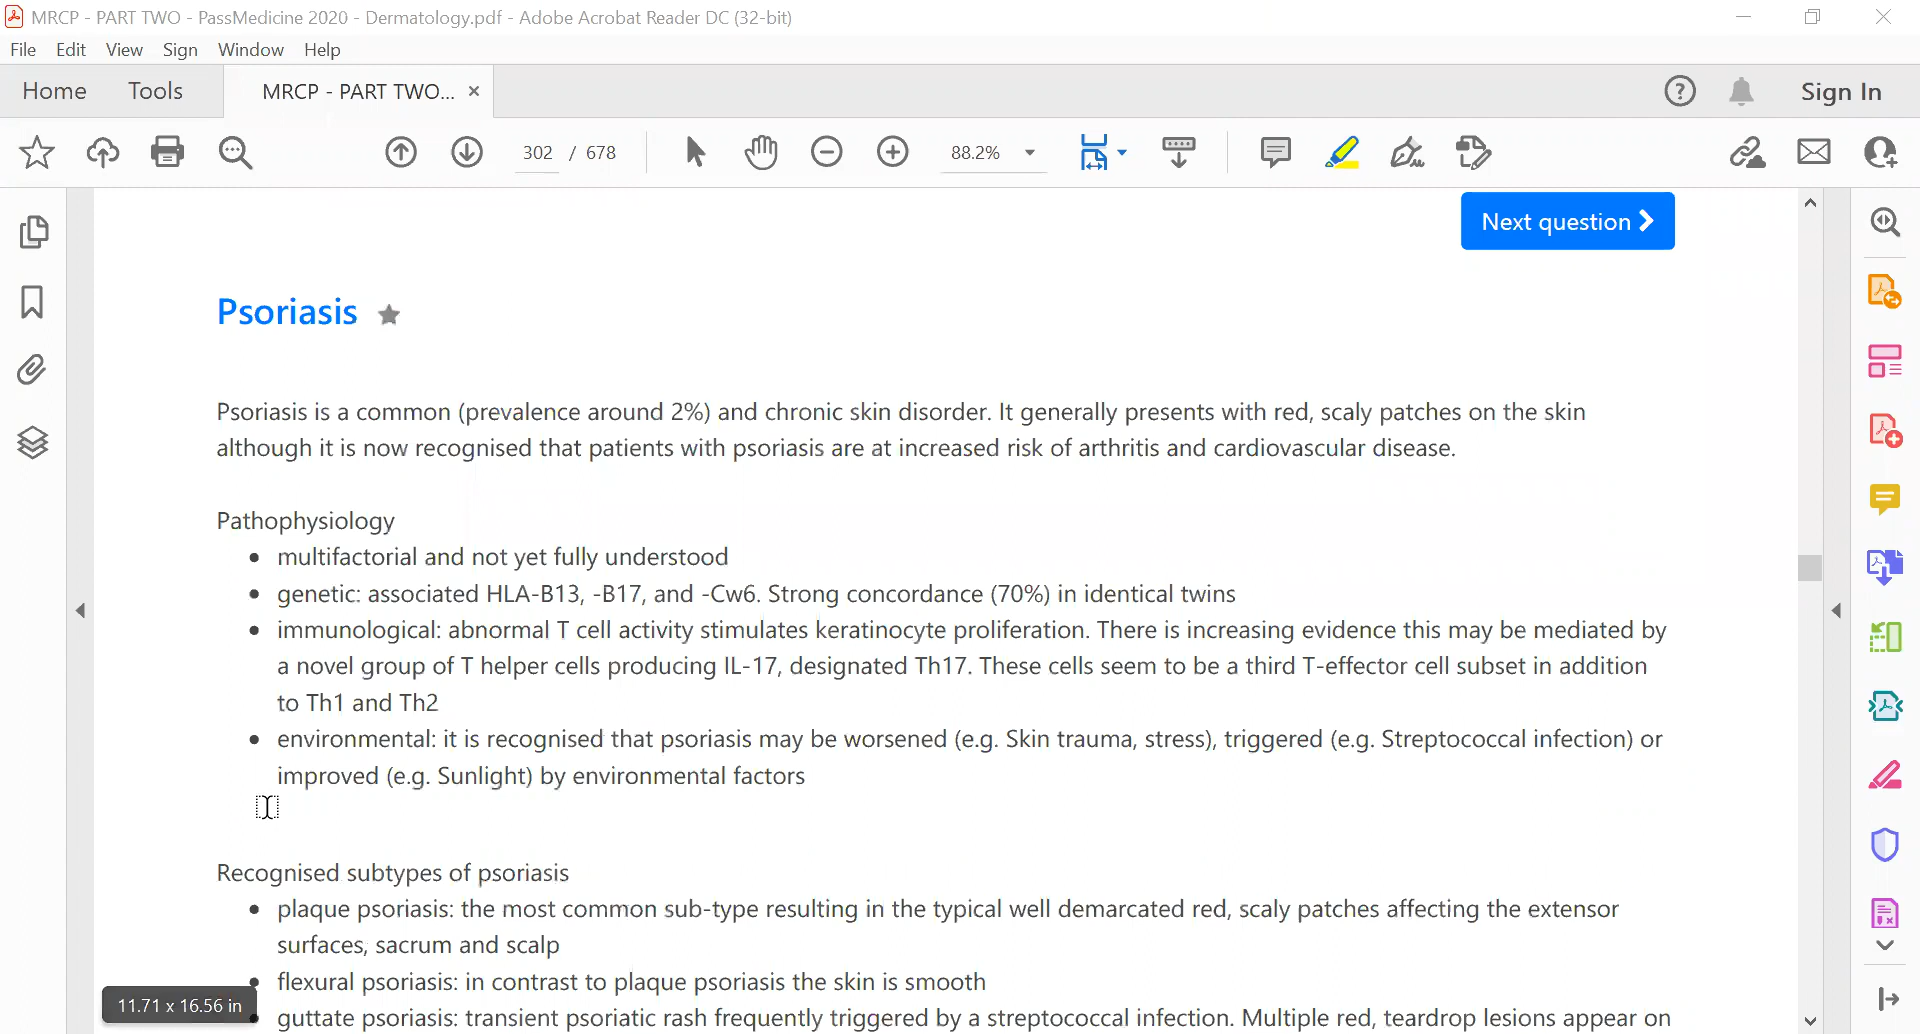 MRCP - PART TWO - PassMedicine 2020 - Dermatology.pdf - Adobe Acrobat Reader DC (32-bit)
File Edit View Sign Window Help
Home Tools MRCP - PART TWO... × Sign In
302 / 678 88.2%
Next question
Psoriasis
Psoriasis is a common (prevalence around 2%) and chronic skin disorder. It generally presents with red, scaly patches on the skin
although it is now recognised that patients with psoriasis are at increased risk of arthritis and cardiovascular disease.
Pathophysiology
• multifactorial and not yet fully understood
• genetic: associated HLA-B13, -B17, and -Cw6. Strong concordance (70%) in identical twins
• immunological: abnormal T cell activity stimulates keratinocyte proliferation. There is increasing evidence this may be mediated by
a novel group of T helper cells producing IL-17, designated Th17. These cells seem to be a third T-effector cell subset in addition
to Th1 and Th2
• environmental: it is recognised that psoriasis may be worsened (e.g. Skin trauma, stress), triggered (e.g. Streptococcal infection) or
improved (e.g. Sunlight) by environmental factors
Recognised subtypes of psoriasis
• plaque psoriasis: the most common sub-type resulting in the typical well demarcated red, scaly patches affecting the extensor
surfaces, sacrum and scalp
• flexural psoriasis: in contrast to plaque psoriasis the skin is smooth
• guttate psoriasis: transient psoriatic rash frequently triggered by a streptococcal infection. Multiple red, teardrop lesions appear on
11.71 x 16.56 in